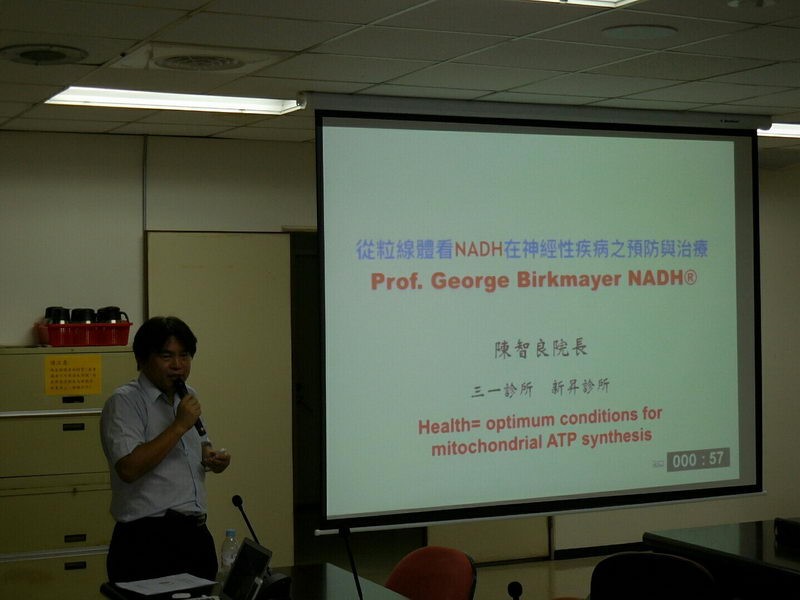 從粒線體看NADH在神經性疾病之預防與治療
Prof. George Birkmayer NADH®
陳智良院長
三一診所 新昇診所
Health= optimum conditions for
mitochondrial ATP synthesis
000 : 57